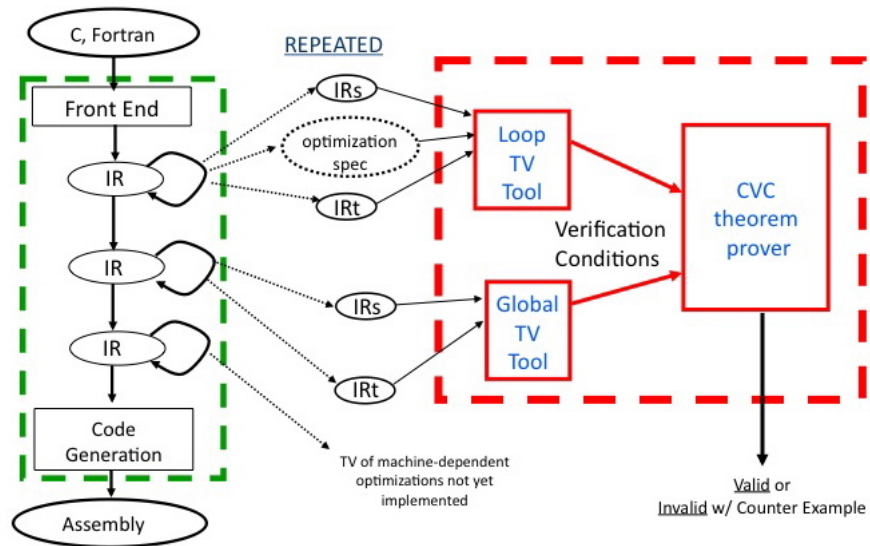 C, Fortran
REPEATED
Front End
IRs
optimization
spec
IR
IRt
Loop
TV
Tool
CVC
theorem
prover
Verification
Conditions
IR
IRs
Global
TV
Tool
IR
IRt
Code
Generation
TV of machine-dependent
optimizations not yet
implemented
Valid or
Invalid w/ Counter Example
Assembly